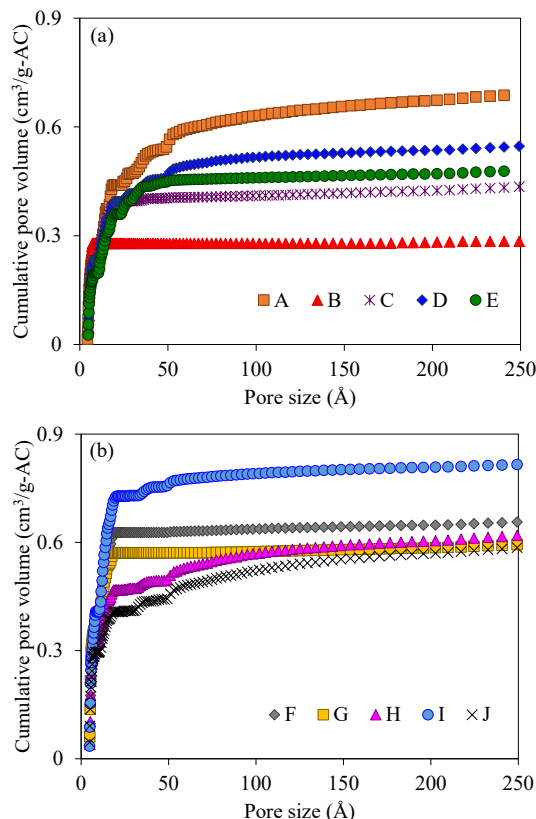 (a)
Cumulative pore volume (cm³/g-AC)
0.9
0.6
0.3
0
A B C D E
0 50 100 150 200 250
Pore size (Å)
(b)
Cumulative pore volume (cm³/g-AC)
0.9
0.6
0.3
0
F G H I J
0 50 100 150 200 250
Pore size (Å)